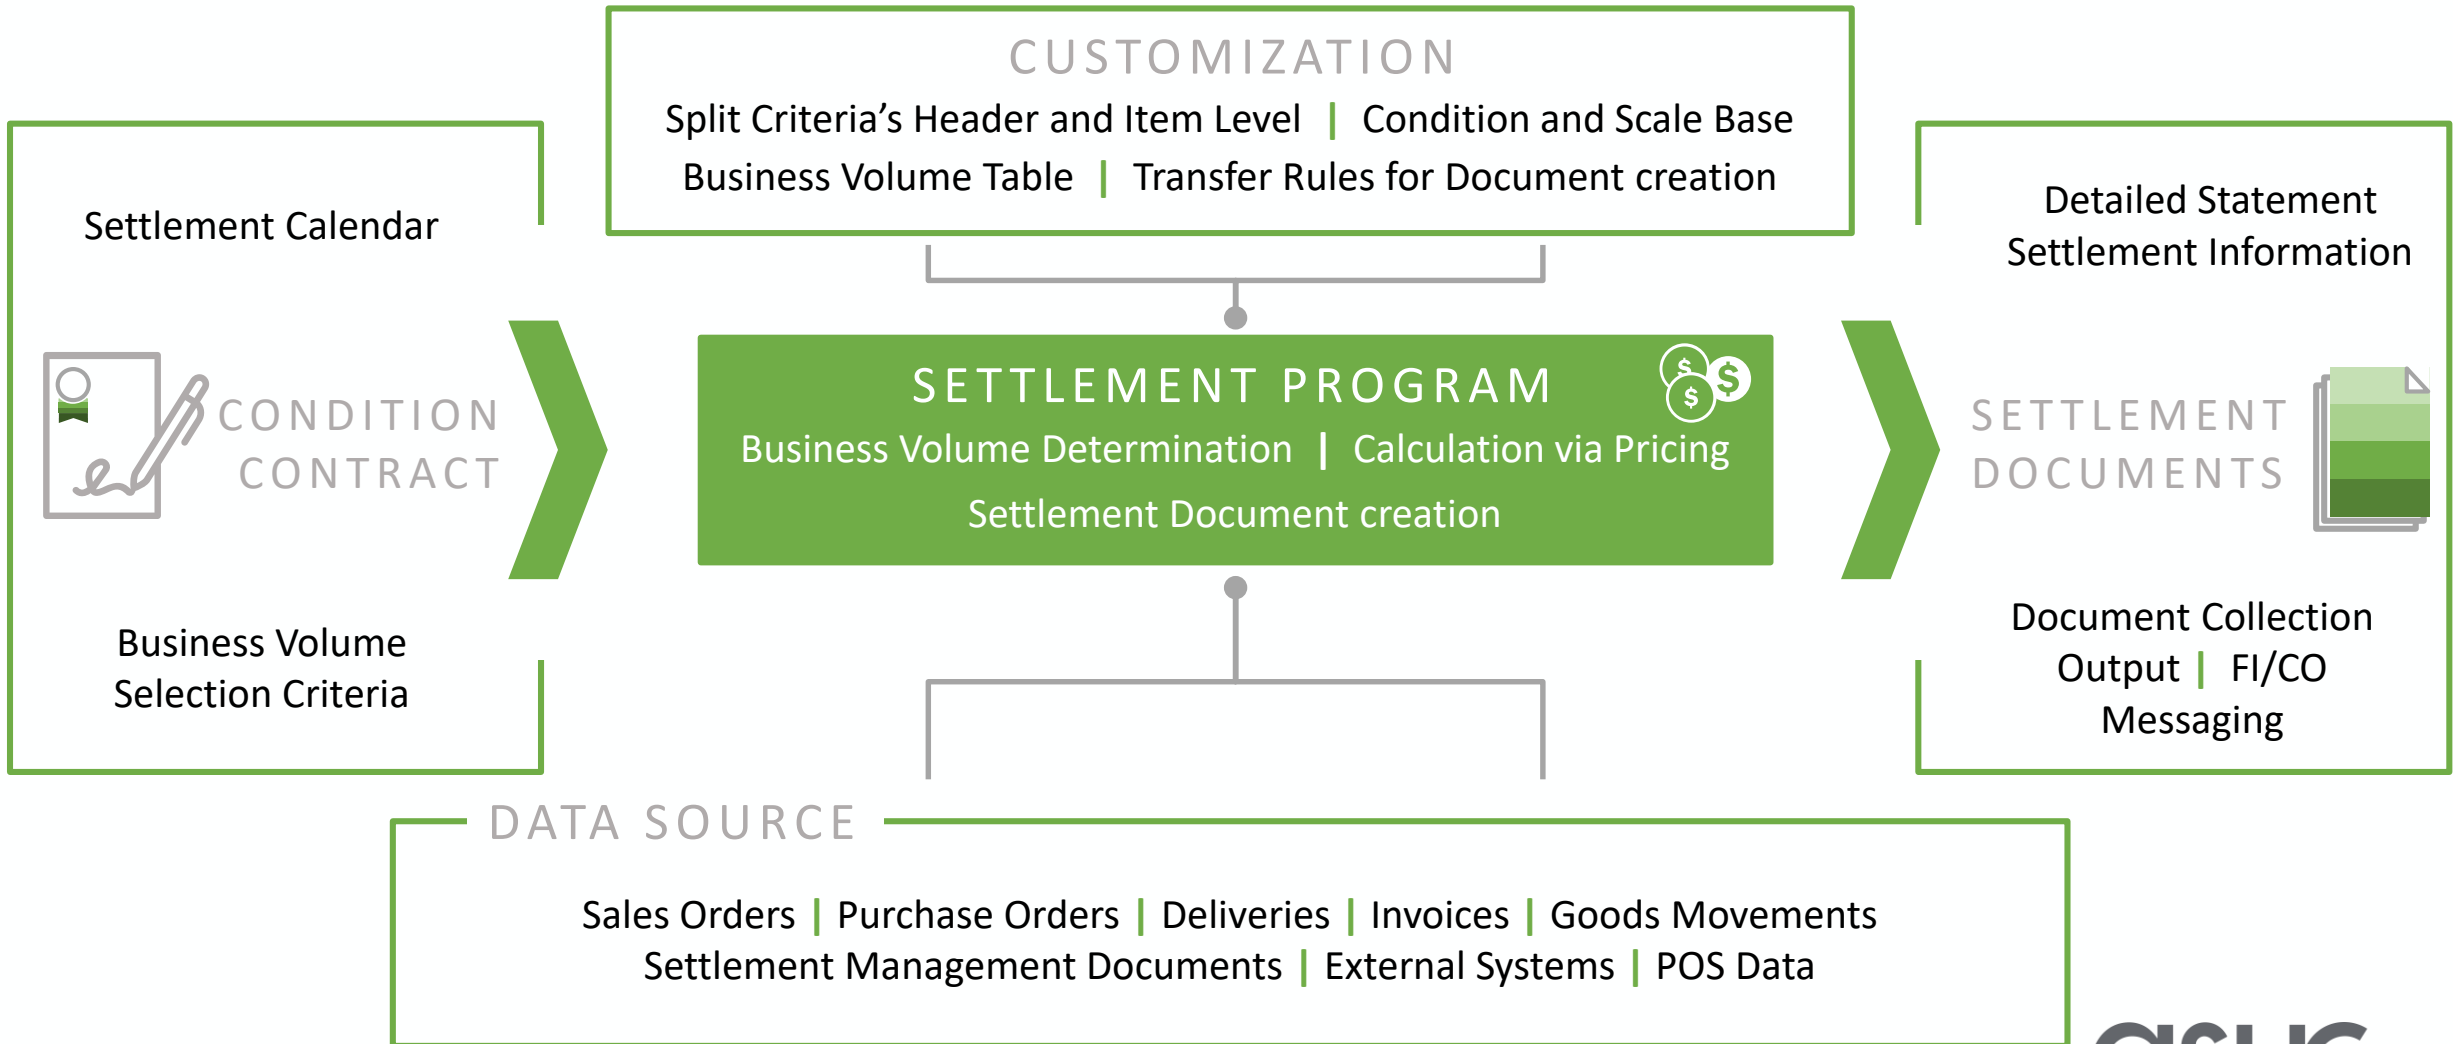 CUSTOMIZATION
Split Criteria’s Header and Item Level | Condition and Scale Base
Business Volume Table | Transfer Rules for Document creation
Settlement Calendar
CONDITION
CONTRACT
Business Volume
Selection Criteria
SETTLEMENT PROGRAM
Business Volume Determination | Calculation via Pricing
Settlement Document creation
Detailed Statement
Settlement Information
SETTLEMENT
DOCUMENTS
Document Collection
Output | FI/CO
Messaging
DATA SOURCE
Sales Orders | Purchase Orders | Deliveries | Invoices | Goods Movements
Settlement Management Documents | External Systems | POS Data